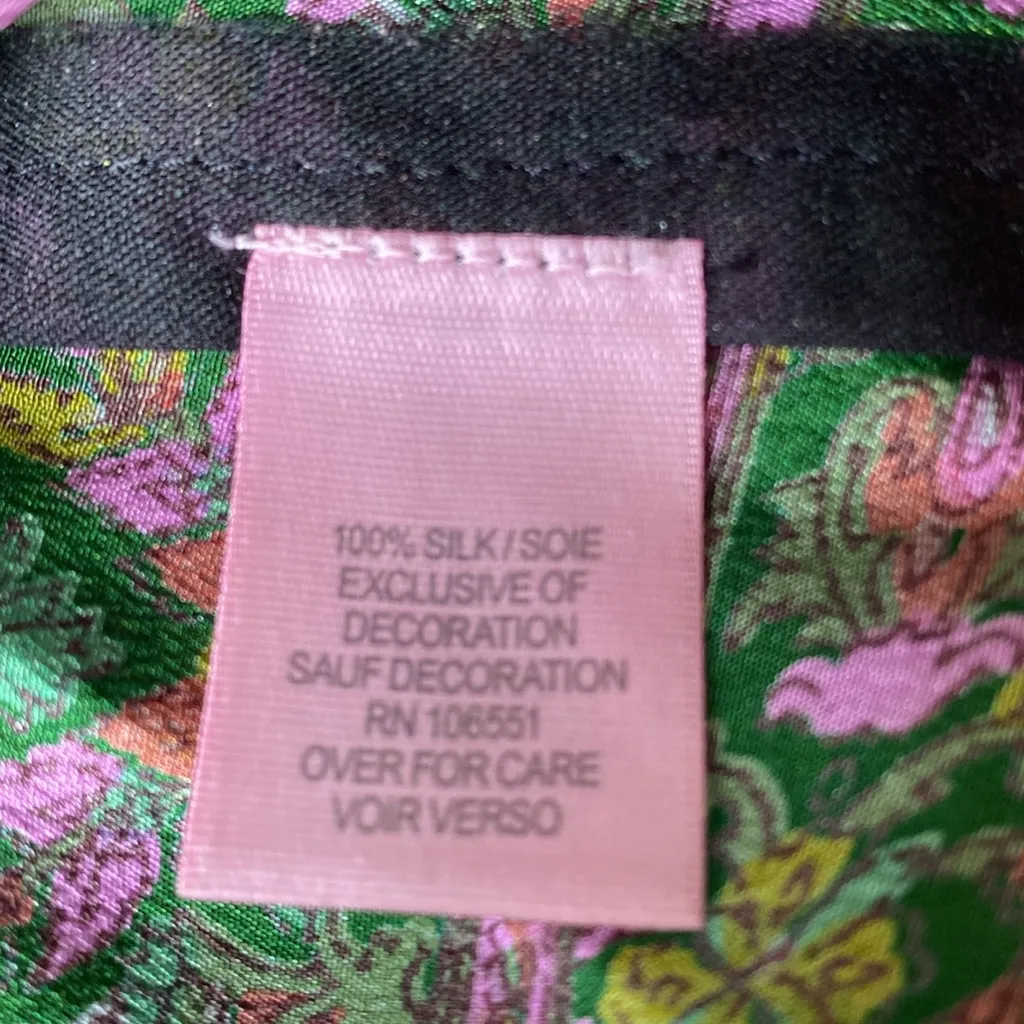 100% SILK / SOIE
EXCLUSIVE OF
DECORATION
SAUF DECORATION
RN 106551
OVER FOR CARE
VOIR VERSO